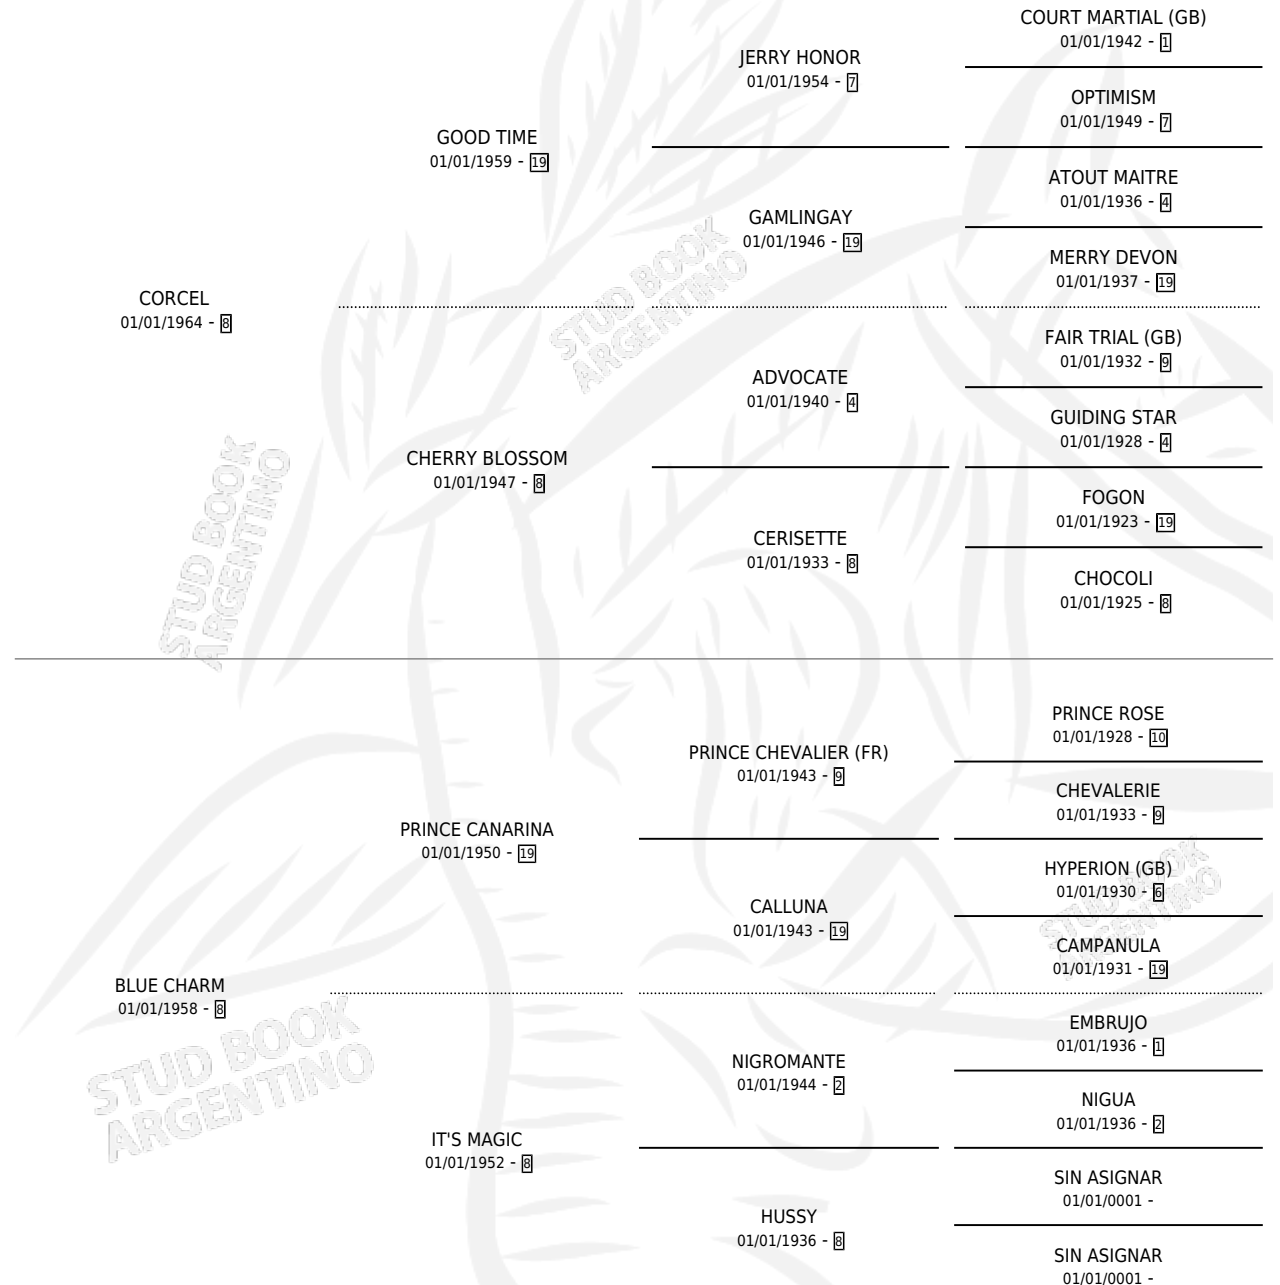 COURT MARTIAL (GB)
01/01/1942 - 1
JERRY HONOR
01/01/1954 - 7
OPTIMISM
01/01/1949 - 7
GOOD TIME
01/01/1959 - 19
ATOUT MAITRE
01/01/1936 - 4
GAMLINGAY
01/01/1946 - 19
MERRY DEVON
01/01/1937 - 19
CORCEL
01/01/1964 - 8
STUD BOOK
ARGENTINO
FAIR TRIAL (GB)
01/01/1932 - 9
ADVOCATE
01/01/1940 - 4
GUIDING STAR
01/01/1928 - 4
CHERRY BLOSSOM
01/01/1947 - 8
FOGON
01/01/1923 - 19
CERISETTE
01/01/1933 - 8
CHOCOLI
01/01/1925 - 8
STUD BOOK
ARGENTINO
PRINCE ROSE
01/01/1928 - 10
PRINCE CHEVALIER (FR)
01/01/1943 - 9
CHEVALERIE
01/01/1933 - 9
PRINCE CANARINA
01/01/1950 - 19
HYPERION (GB)
01/01/1930 - 6
CALLUNA
01/01/1943 - 19
CAMPANULA
01/01/1931 - 19
STUD BOOK
ARGENTINO
BLUE CHARM
01/01/1958 - 8
EMBRUJO
01/01/1936 - 1
NIGROMANTE
01/01/1944 - 2
NIGUA
01/01/1936 - 2
STUD BOOK
ARGENTINO
IT'S MAGIC
01/01/1952 - 8
SIN ASIGNAR
01/01/0001 -
HUSSY
01/01/1936 - 8
SIN ASIGNAR
01/01/0001 -